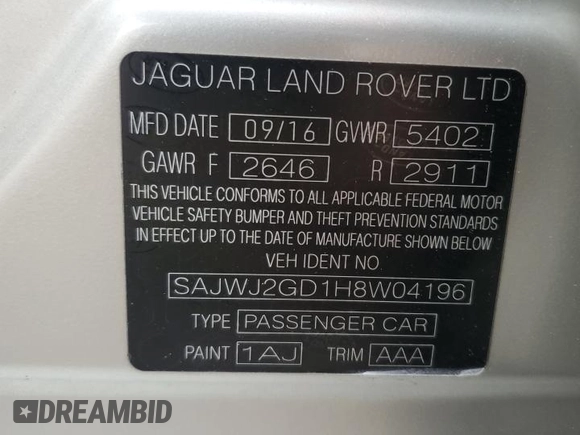 JAGUAR LAND ROVER LTD
MFD DATE 09/16 GVWR 5402
GAWR F 2646 R 2911
THIS VEHICLE CONFORMS TO ALL APPLICABLE FEDERAL MOTOR
VEHICLE SAFETY BUMPER AND THEFT PREVENTION STANDARDS
IN EFFECT UP TO THE DATE OF MANUFACTURE SHOWN BELOW
VEH IDENT NO
SAJWJ2GD1H8W04196
TYPE PASSENGER CAR
PAINT 1AJ TRIM AAA
DREAMBID